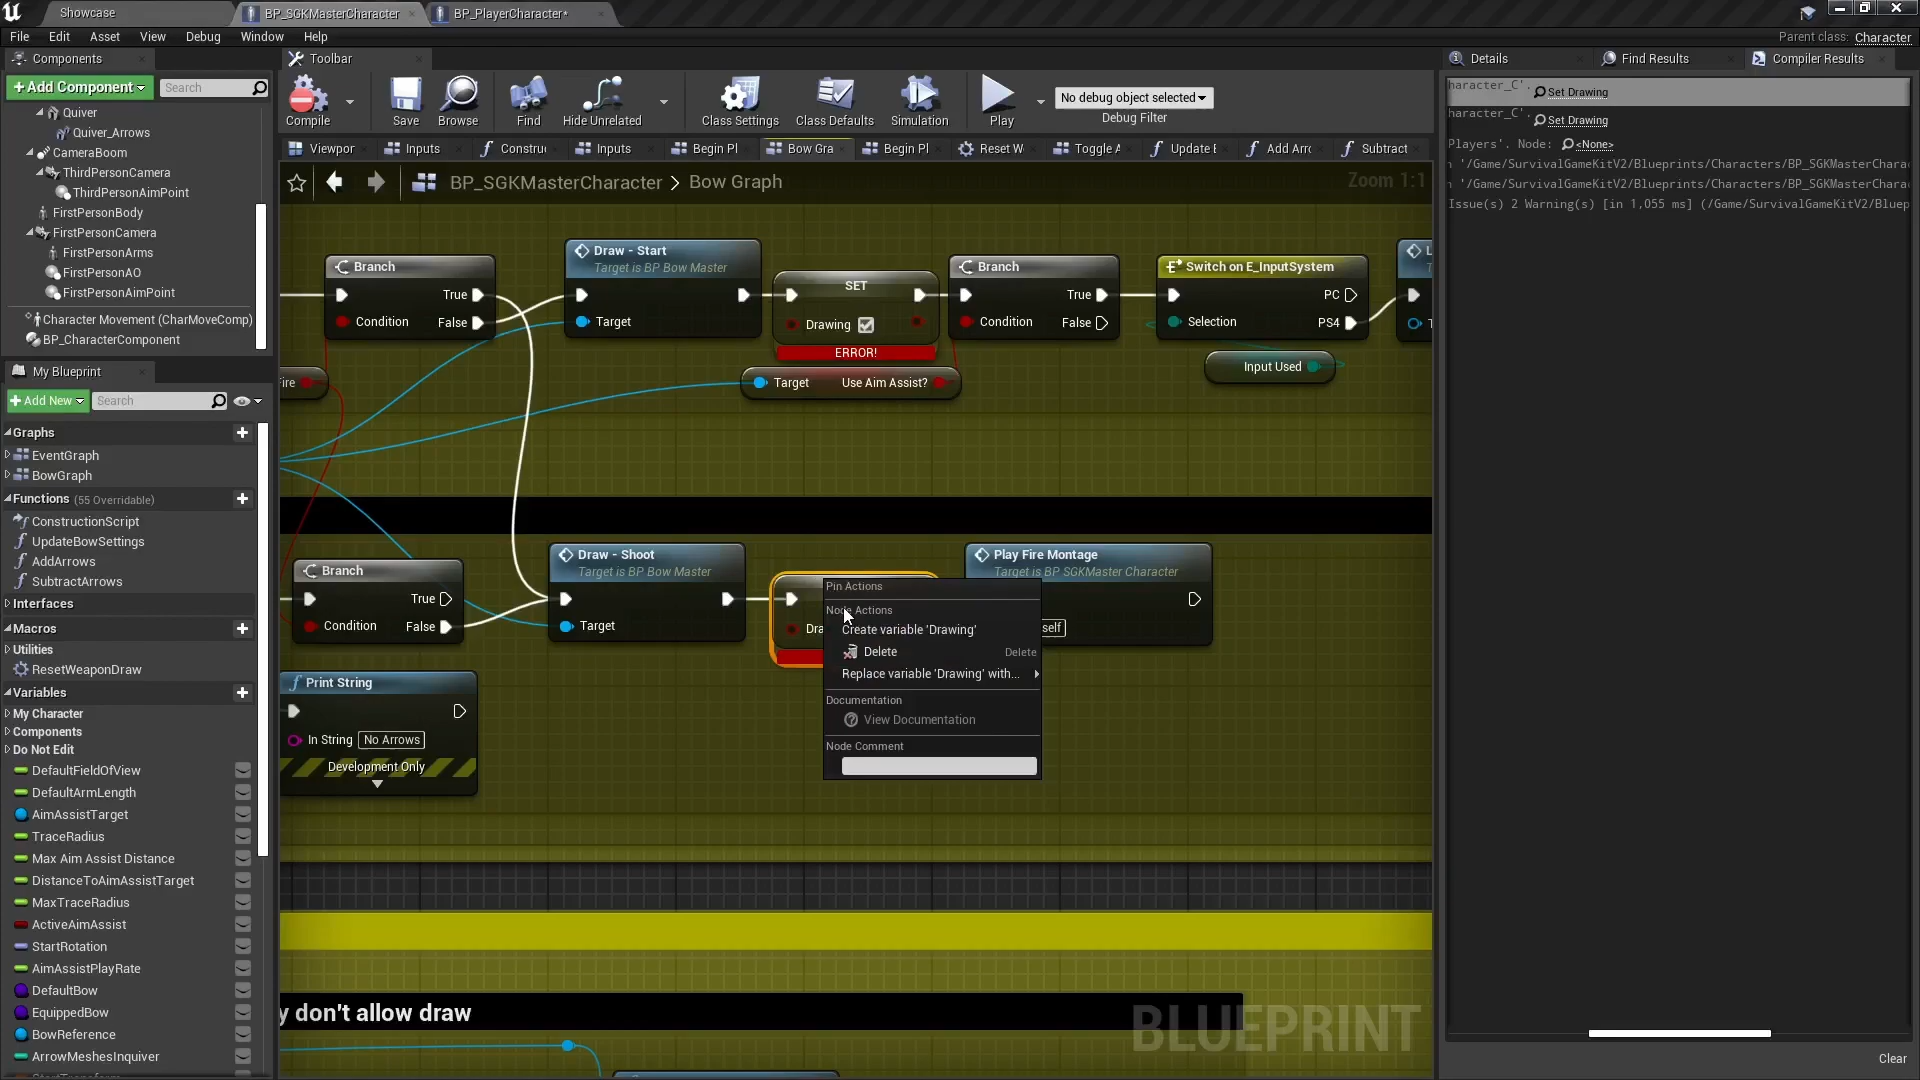 Showcase
BP_SGKMasterCharacter
BP_PlayerCharacter*
File Edit Asset View Debug Window Help
Parent class: Character
Components
+Add Component
Search
Quiver
Quiver_Arrows
CameraBoom
ThirdPersonCamera
ThirdPersonAimPoint
FirstPersonBody
FirstPersonCamera
FirstPersonArms
FirstPersonAO
FirstPersonAimPoint
Character Movement (CharMoveComp)
BP_CharacterComponent
My Blueprint
+Add New
Search
Graphs
EventGraph
BowGraph
Functions (55 Overridable)
ConstructionScript
UpdateBowSettings
AddArrows
SubtractArrows
Interfaces
Macros
Utilities
ResetWeaponDraw
Variables
My Character
Components
Do Not Edit
DefaultFieldOfView
DefaultArmLength
AimAssistTarget
TraceRadius
Max Aim Assist Distance
DistanceToAimAssistTarget
MaxTraceRadius
ActiveAimAssist
StartRotation
AimAssistPlayRate
DefaultBow
EquippedBow
BowReference
ArrowMeshesInquiver
Toolbar
Compile
Save
Browse
Find
Hide Unrelated
Class Settings
Class Defaults
Simulation
Play
No debug object selected
Debug Filter
Viewpor
Inputs
Constru
Inputs
Begin Pl
Bow Gra
Begin Pl
Reset W
Toggle A
Update E
Add Arro
Subtract
BP_SGKMasterCharacter > Bow Graph
Zoom 1:1
Branch
True
Condition
False
Draw - Start
Target is BP Bow Master
Target
SET
Drawing
ERROR!
Target
Use Aim Assist?
Branch
True
Condition
False
Switch on E_InputSystem
PC
Selection
PS4
Input Used
ire
Branch
True
Condition
False
Draw - Shoot
Target is BP Bow Master
Target
Dra
Play Fire Montage
Target is BP SGKMaster Character
self
Pin Actions
Node Actions
Create variable 'Drawing'
Delete
Delete
Replace variable 'Drawing' with...
Documentation
View Documentation
Node Comment
Print String
In String
No Arrows
Development Only
y don't allow draw
BLUEPRINT
Details
Find Results
Compiler Results
haracter_C'. Set Drawing
haracter_C'. Set Drawing
Players'. Node: <None>
n '/Game/SurvivalGameKitV2/Blueprints/Characters/BP_SGKMasterChara
n '/Game/SurvivalGameKitV2/Blueprints/Characters/BP_SGKMasterChara
Issue(s) 2 Warning(s) [in 1,055 ms] (/Game/SurvivalGameKitV2/Bluep
Clear